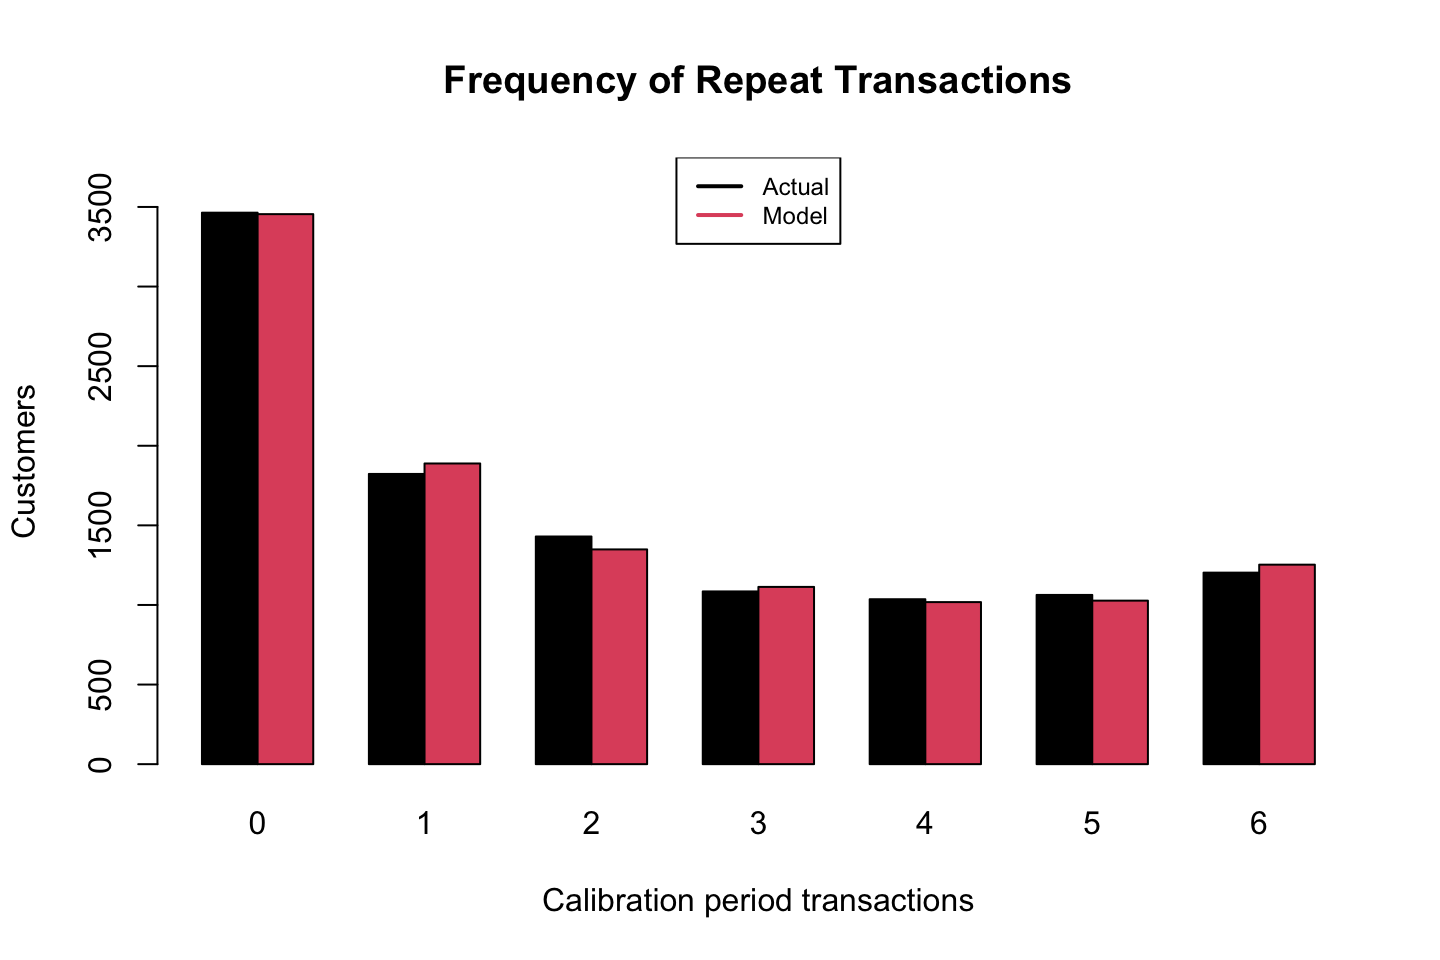 Frequency of Repeat Transactions
Actual
Model
Customers
3500
2500
1500
500
0
0 1 2 3 4 5 6
Calibration period transactions